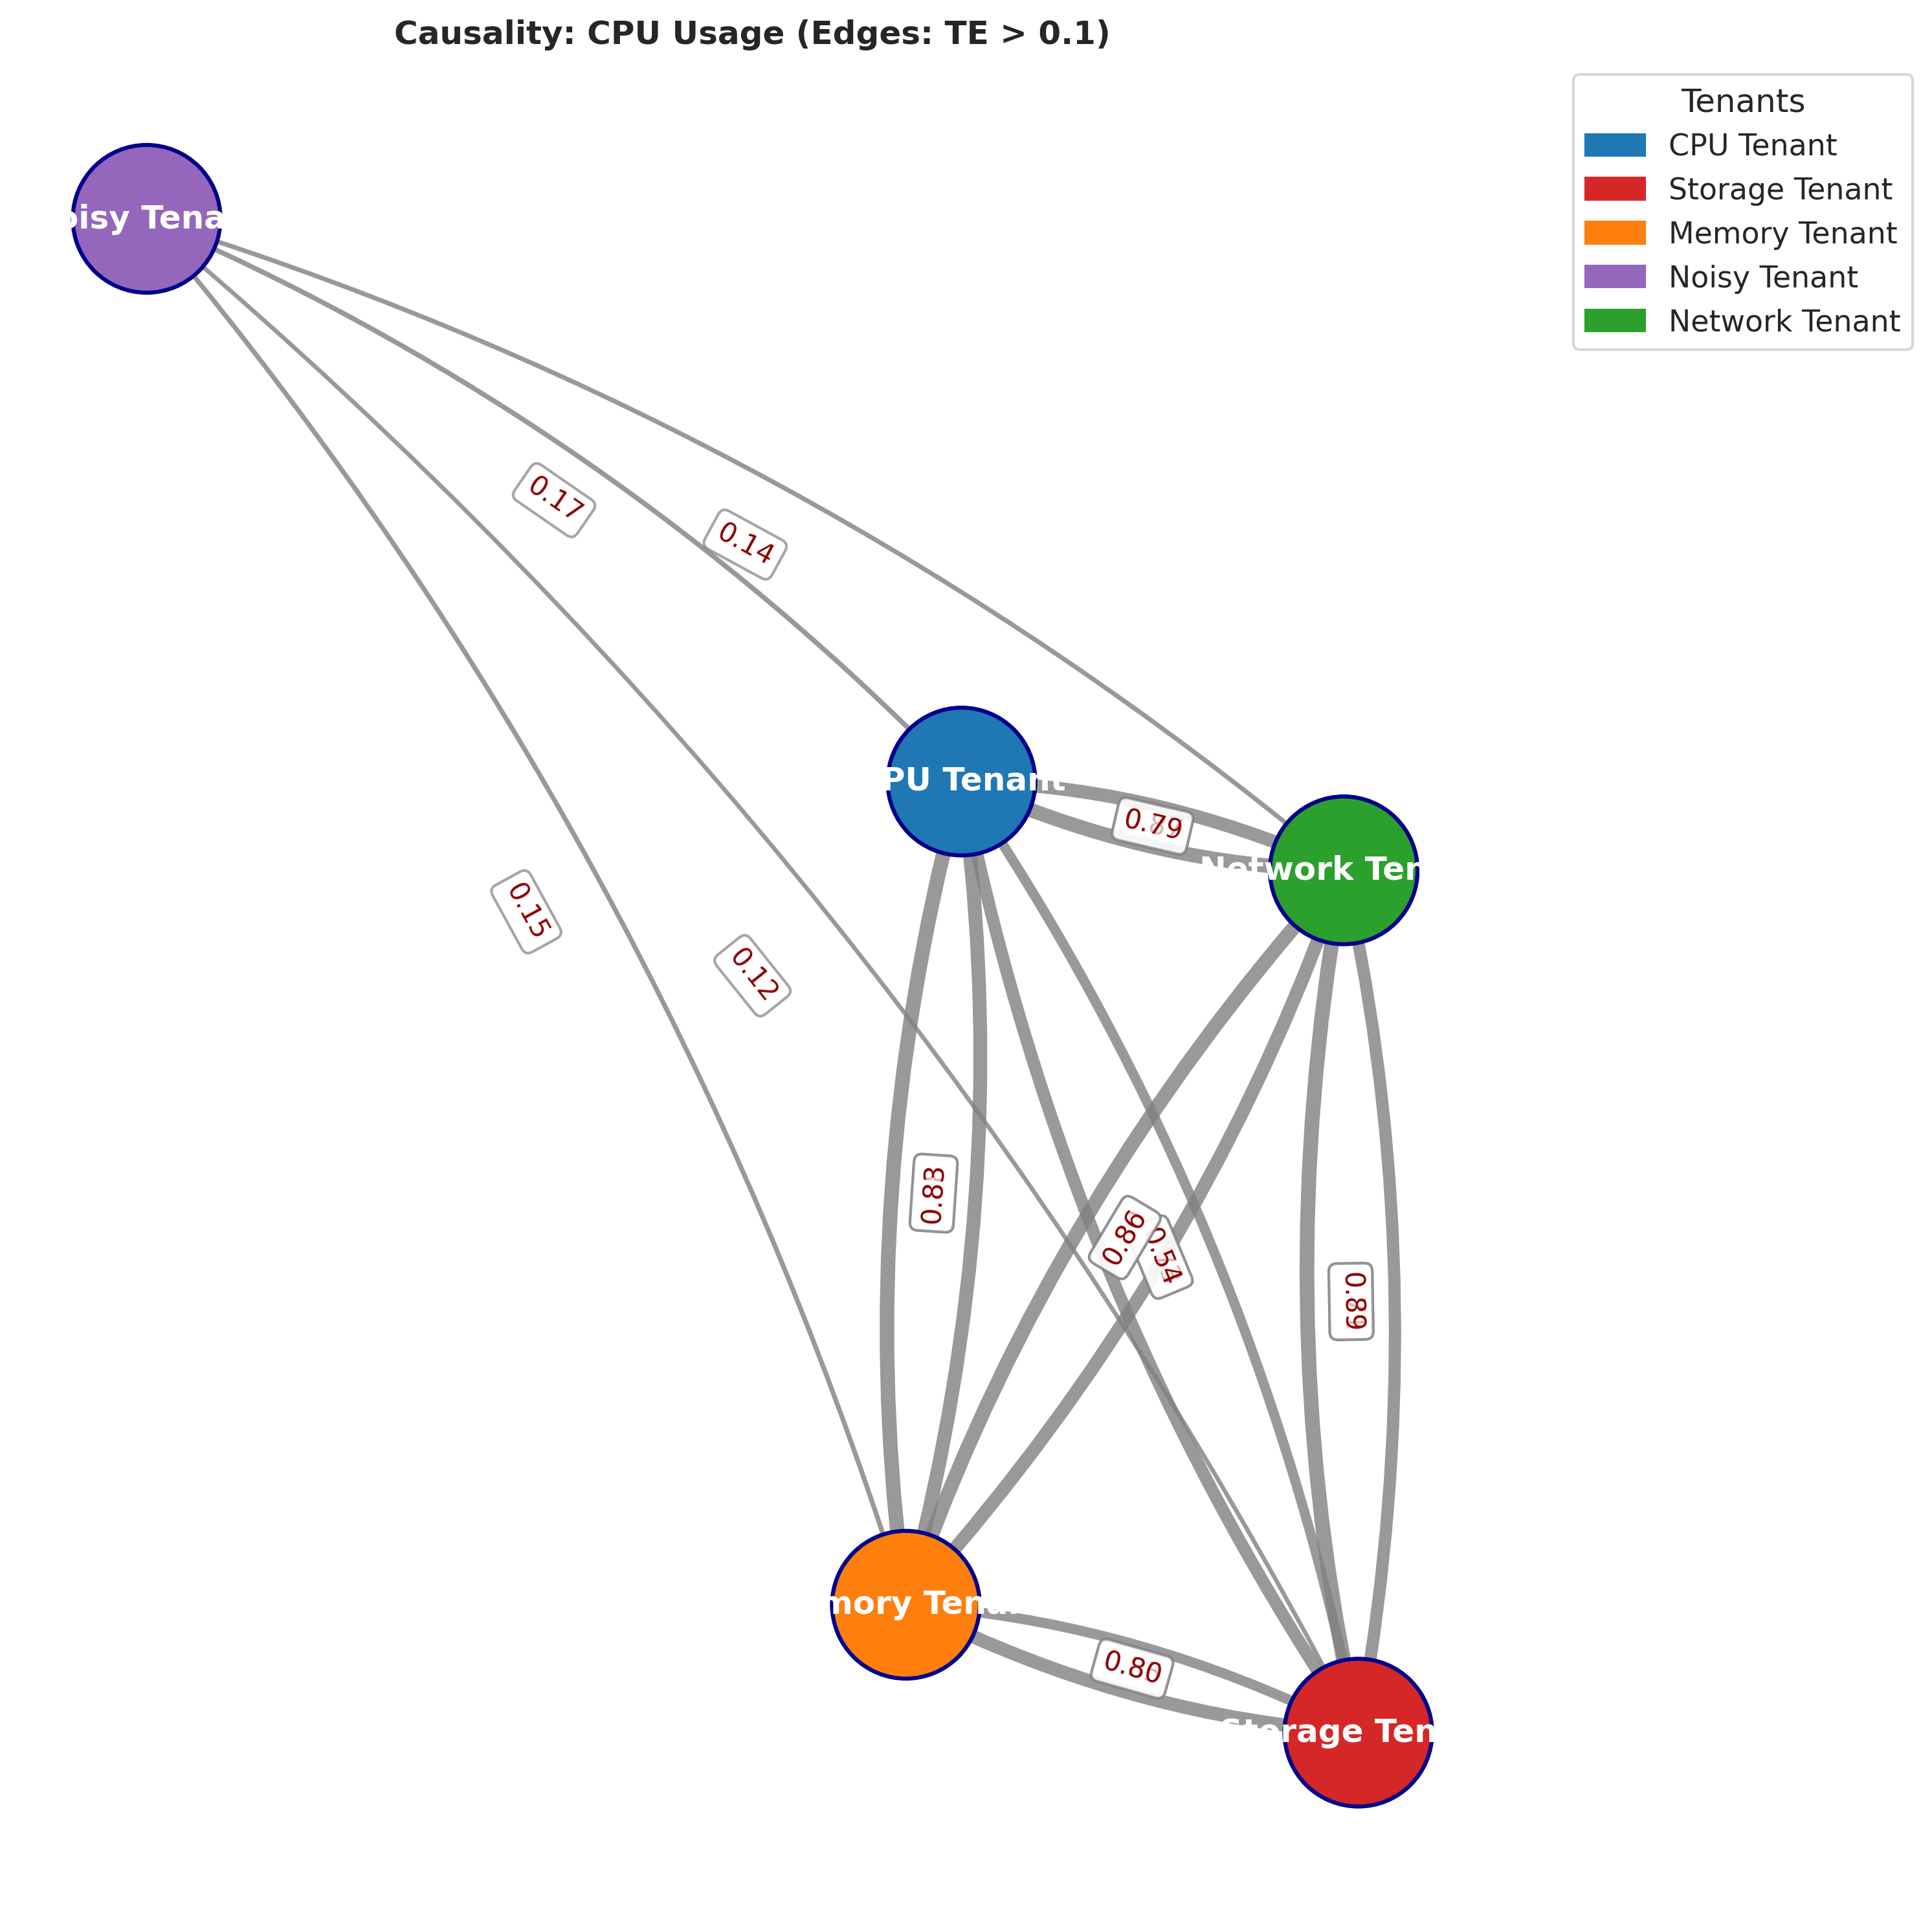 Causality: CPU Usage (Edges: TE > 0.1)
Tenants
CPU Tenant
Storage Tenant
Memory Tenant
Noisy Tenant
Network Tenant
oisy Tena
0.17
0.14
PU Tenant
0.79
Network Ten
0.15
0.12
0.83
0.86
0.54
0.89
mory Tena
0.80
Storage Ten